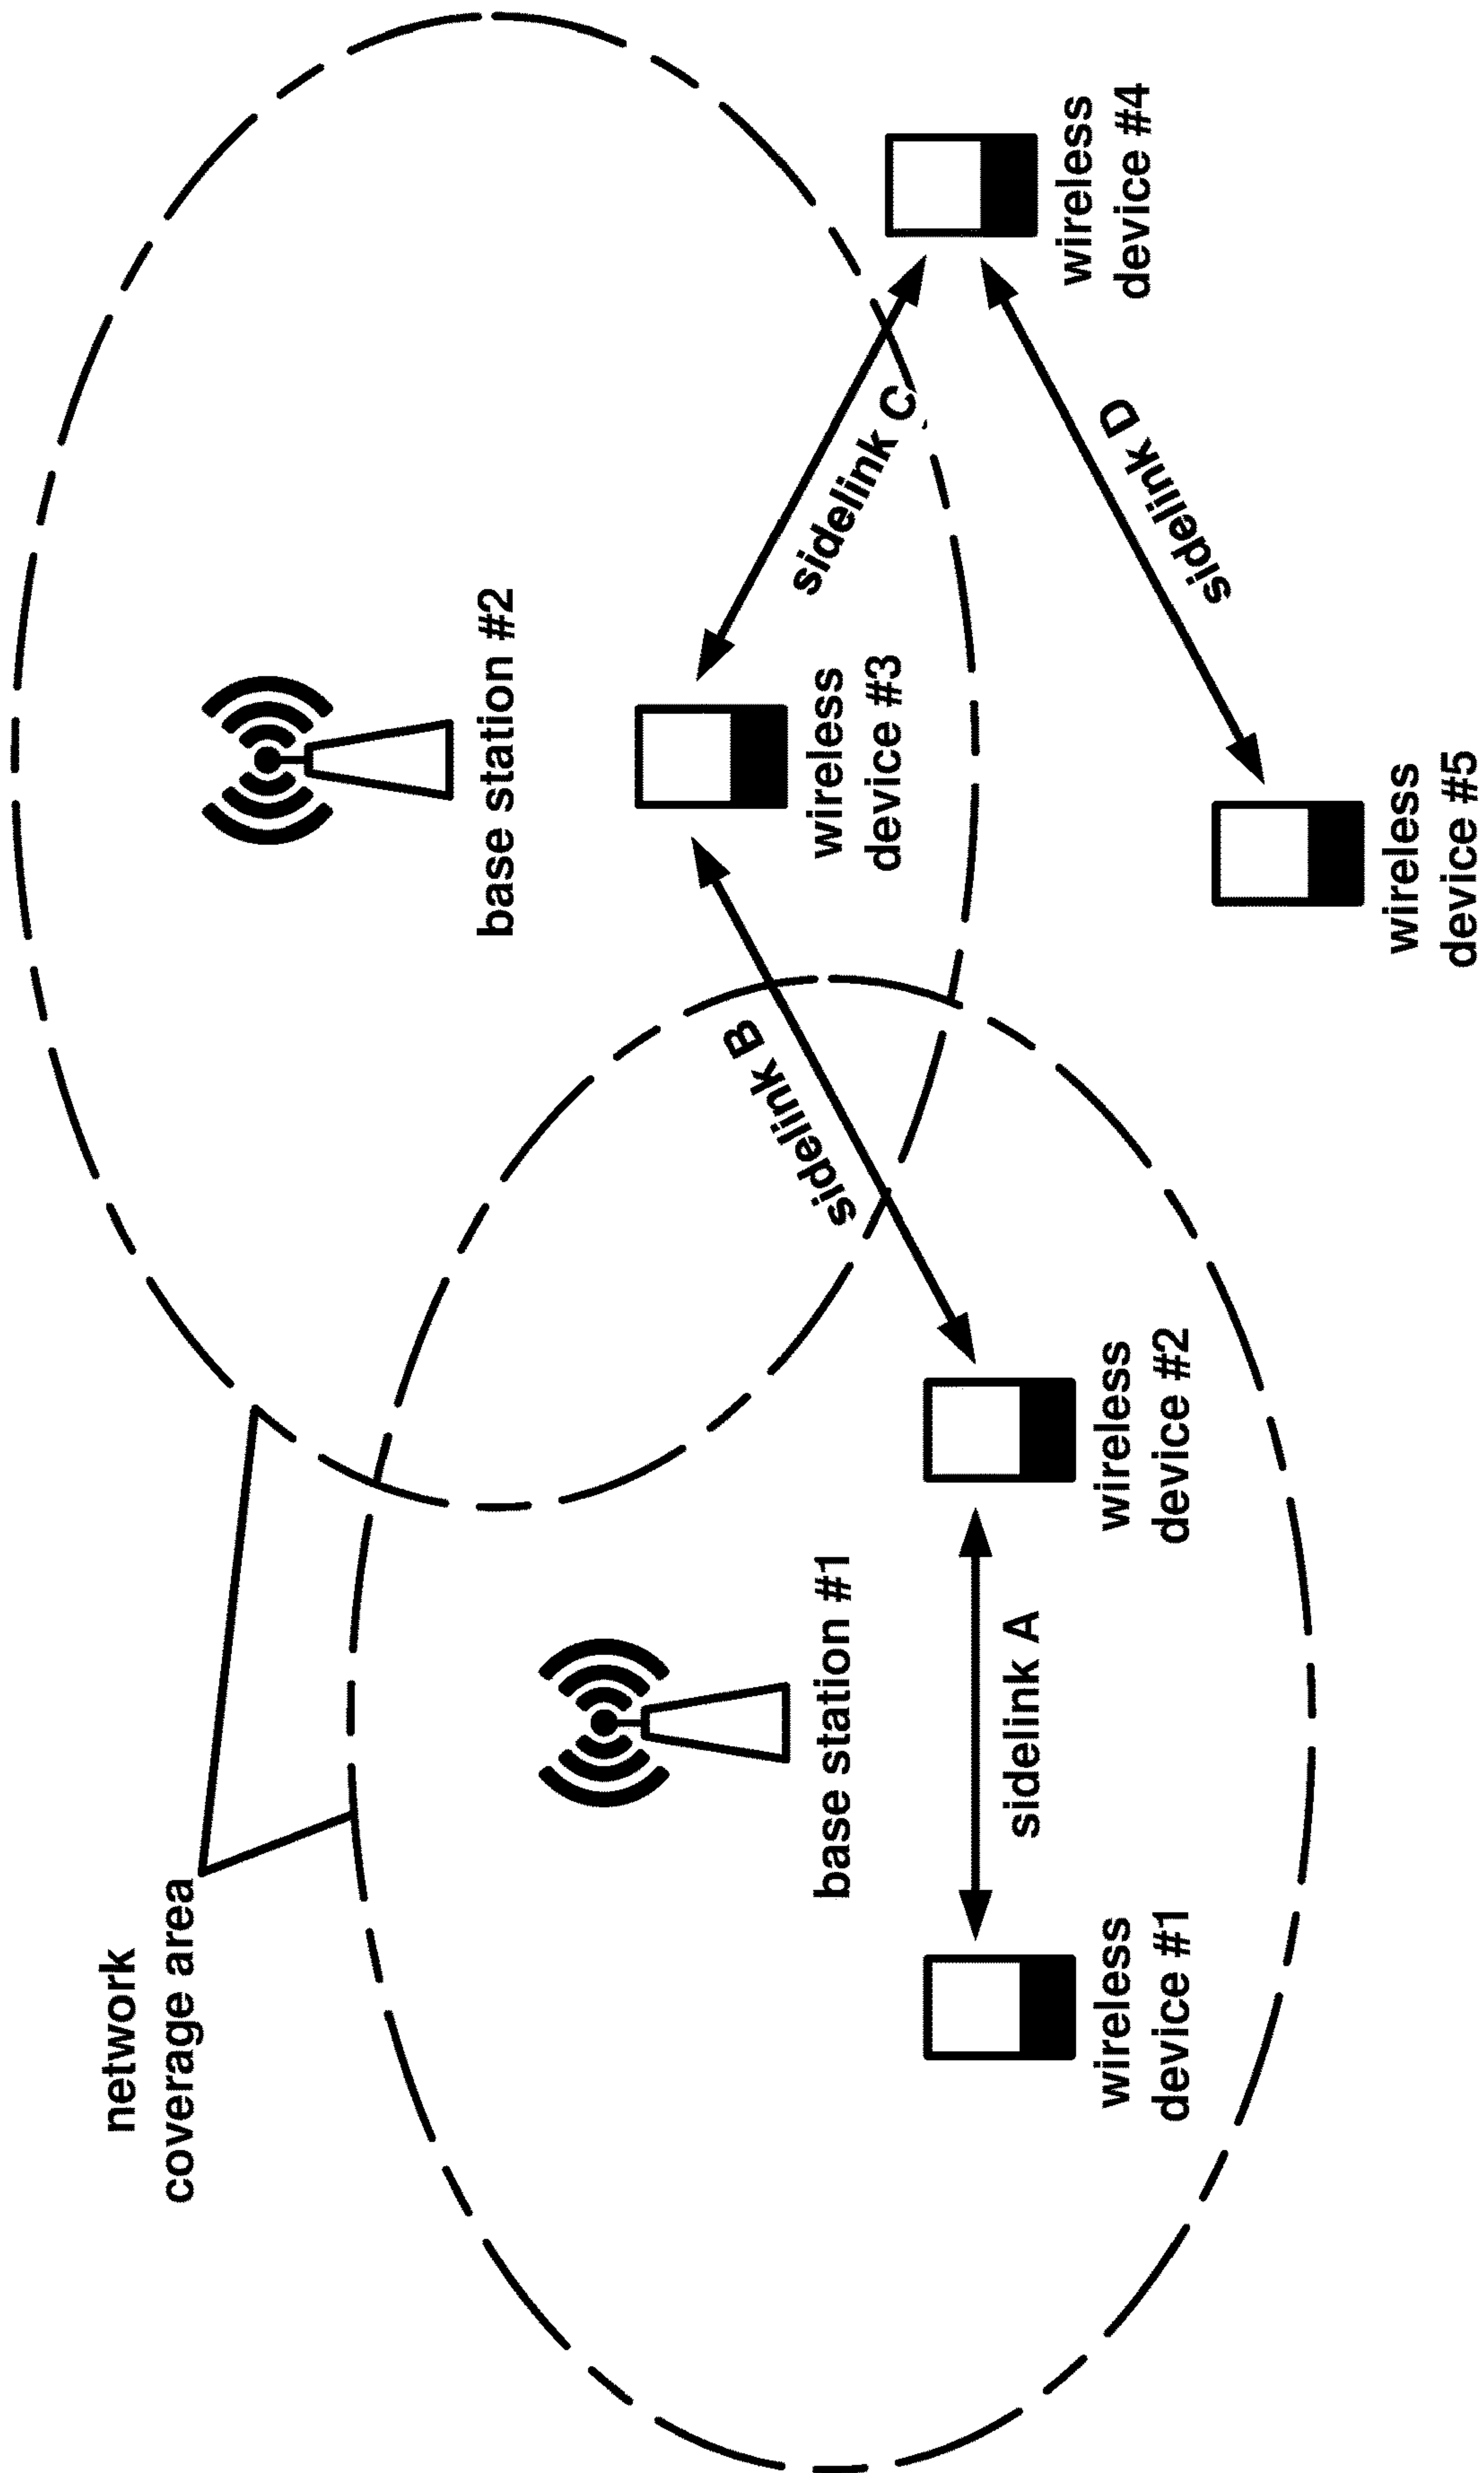 network
coverage area
base station #2
base station #1
sidelink B
sidelink C
wireless
device #3
wireless
device #4
sidelink A
wireless
device #1
wireless
device #2
sidelink D
wireless
device #5